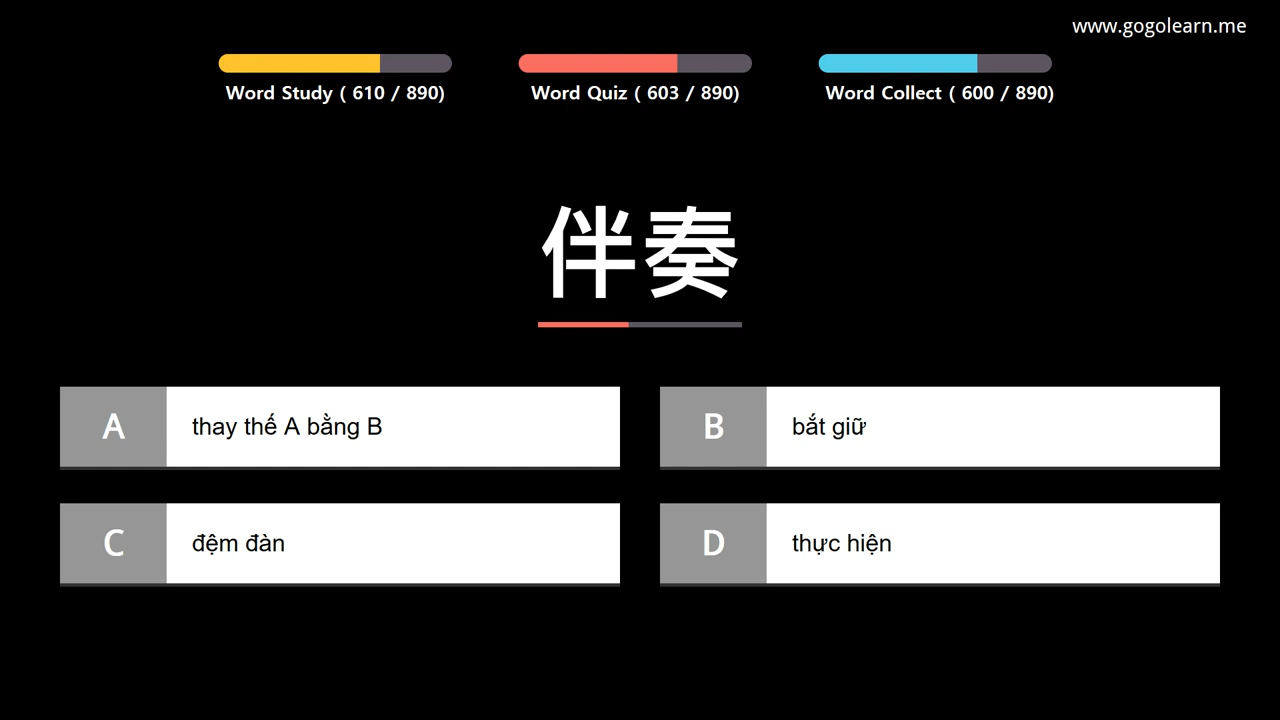 www.gogolearn.me
Word Study ( 610 / 890)
Word Quiz ( 603 / 890)
Word Collect ( 600 / 890)
伴奏
A thay thế A bằng B
B bắt giữ
C đệm đàn
D thực hiện